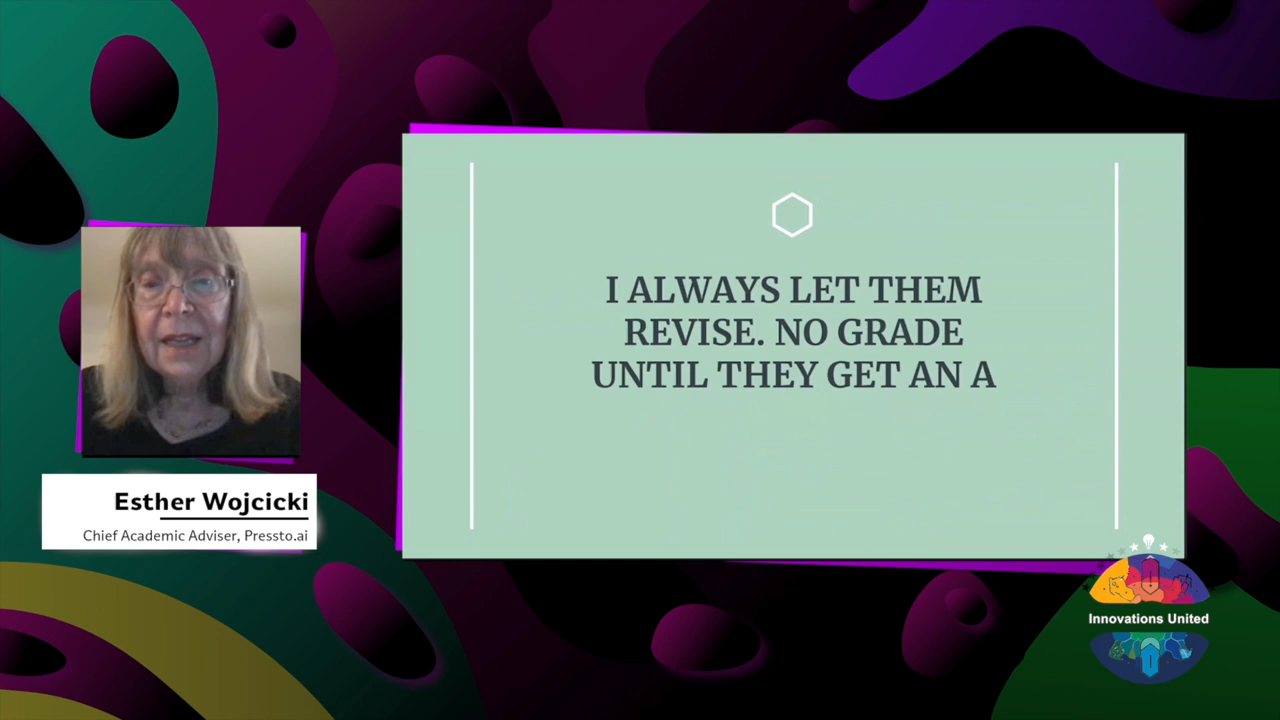 I ALWAYS LET THEM
REVISE. NO GRADE
UNTIL THEY GET AN A
Esther Wojcicki
Chief Academic Adviser, Pressto.ai
Innovations United